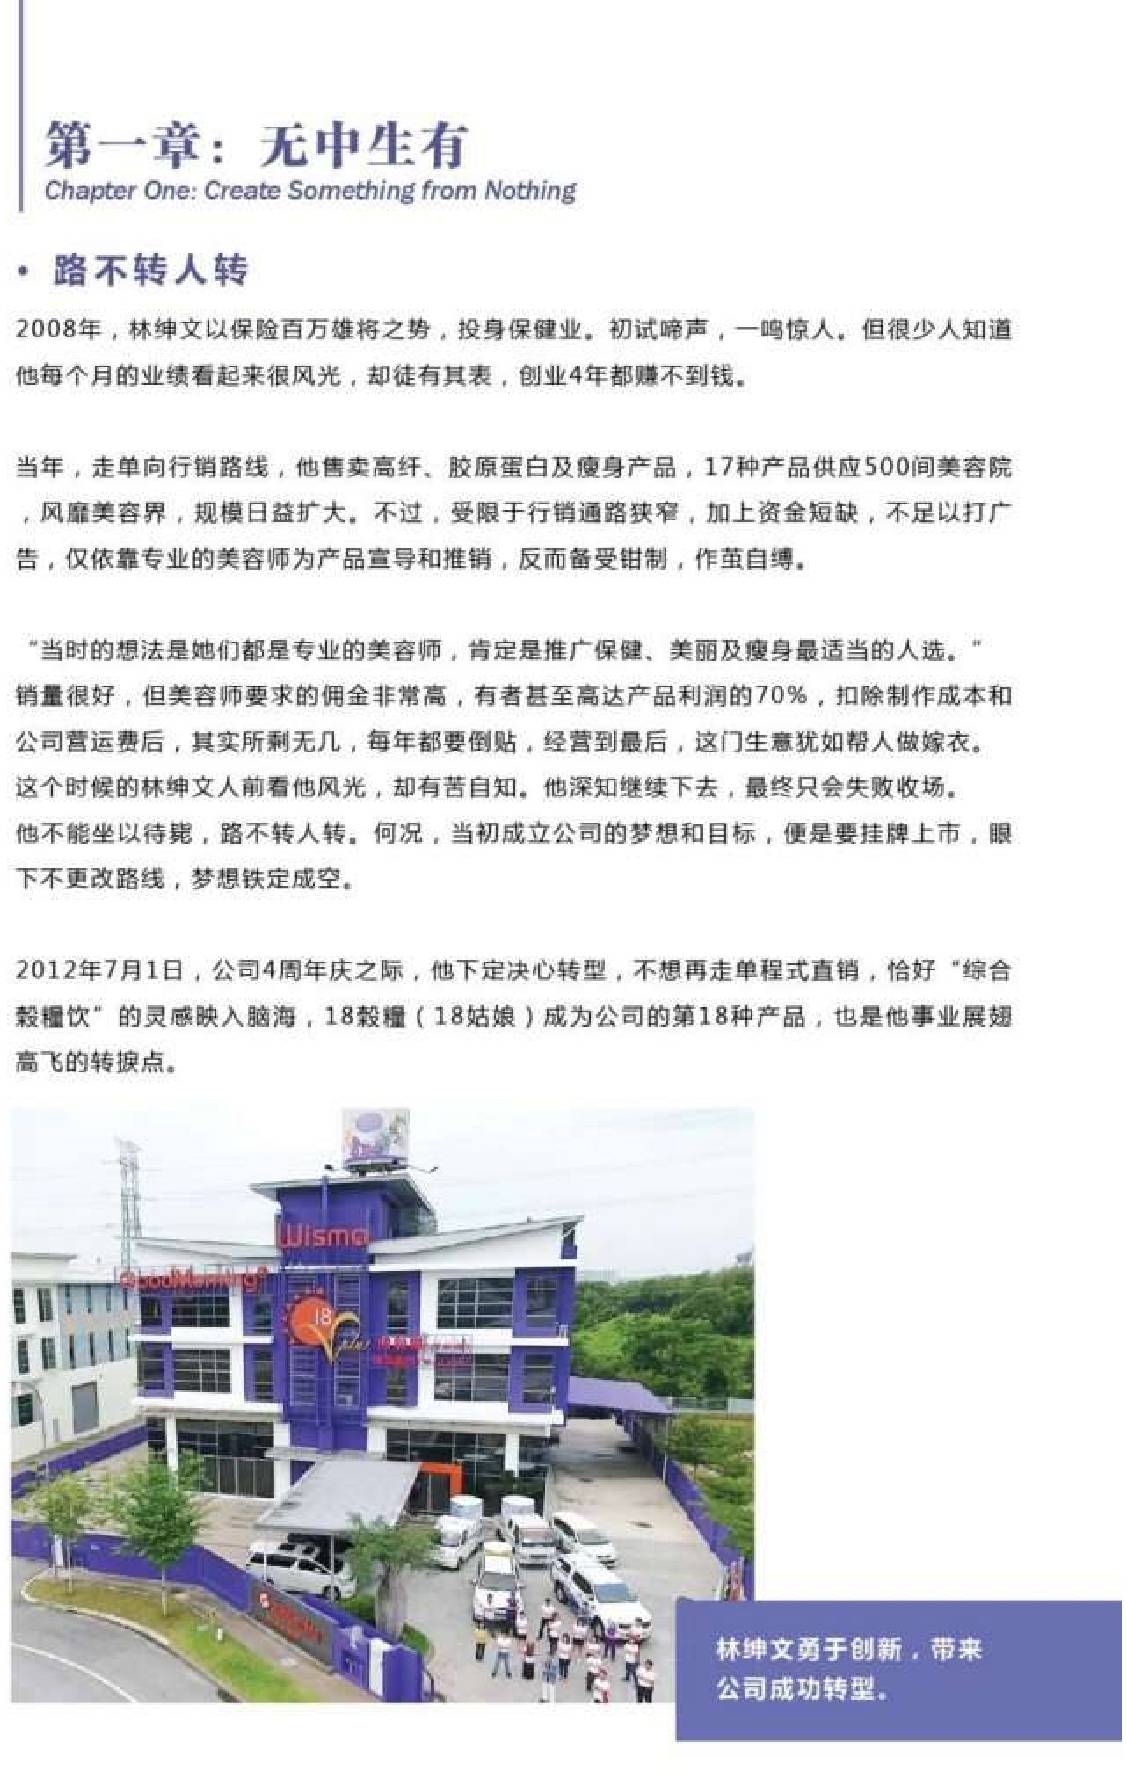 第一章：无中生有
Chapter One: Create Something from Nothing
• 路不转人转
2008年，林绅文以保险百万雄将之势，投身保健业。初试啼声，一鸣惊人。但很少人知道
他每个月的业绩看起来很风光，却徒有其表，创业4年都赚不到钱。
当年，走单向行销路线，他售卖高纤、胶原蛋白及瘦身产品，17种产品供应500间美容院
，风靡美容界，规模日益扩大。不过，受限于行销通路狭窄，加上资金短缺，不足以打广
告，仅依靠专业的美容师为产品宣导和推销，反而备受钳制，作茧自缚。
“当时的想法是她们都是专业的美容师，肯定是推广保健、美丽及瘦身最适当的人选。”
销量很好，但美容师要求的佣金非常高，有者甚至高达产品利润的70%，扣除制作成本和
公司营运费后，其实所剩无几，每年都要倒贴，经营到最后，这门生意犹如帮人做嫁衣。
这个时候的林绅文人前看他风光，却有苦自知。他深知继续下去，最终只会失败收场。
他不能坐以待毙，路不转人转。何况，当初成立公司的梦想和目标，便是要挂牌上市，眼
下不更改路线，梦想铁定成空。
2012年7月1日，公司4周年庆之际，他下定决心转型，不想再走单程式直销，恰好“综合
榖糧饮”的灵感映入脑海，18榖糧（18姑娘）成为公司的第18种产品，也是他事业展翅
高飞的转捩点。
Wisma
GoodMorning
18
plus
林绅文勇于创新，带来
公司成功转型。